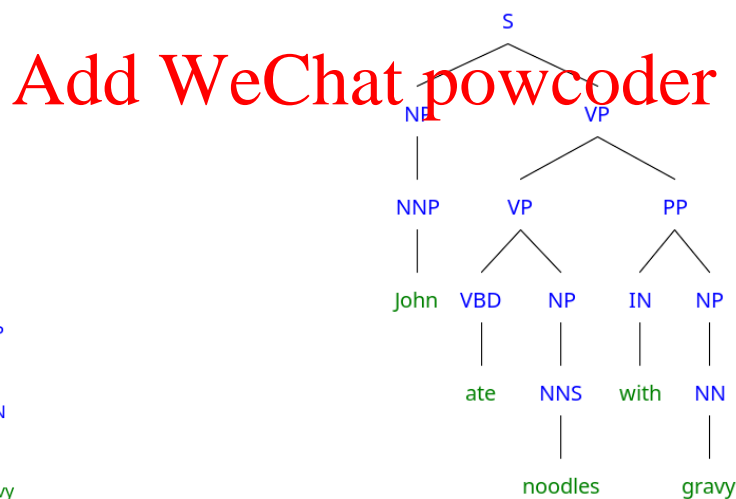 S
Add WeChat powcoder
NP VP
NNP VP PP
John VBD NP IN NP
ate NNS with NN
noodles gravy